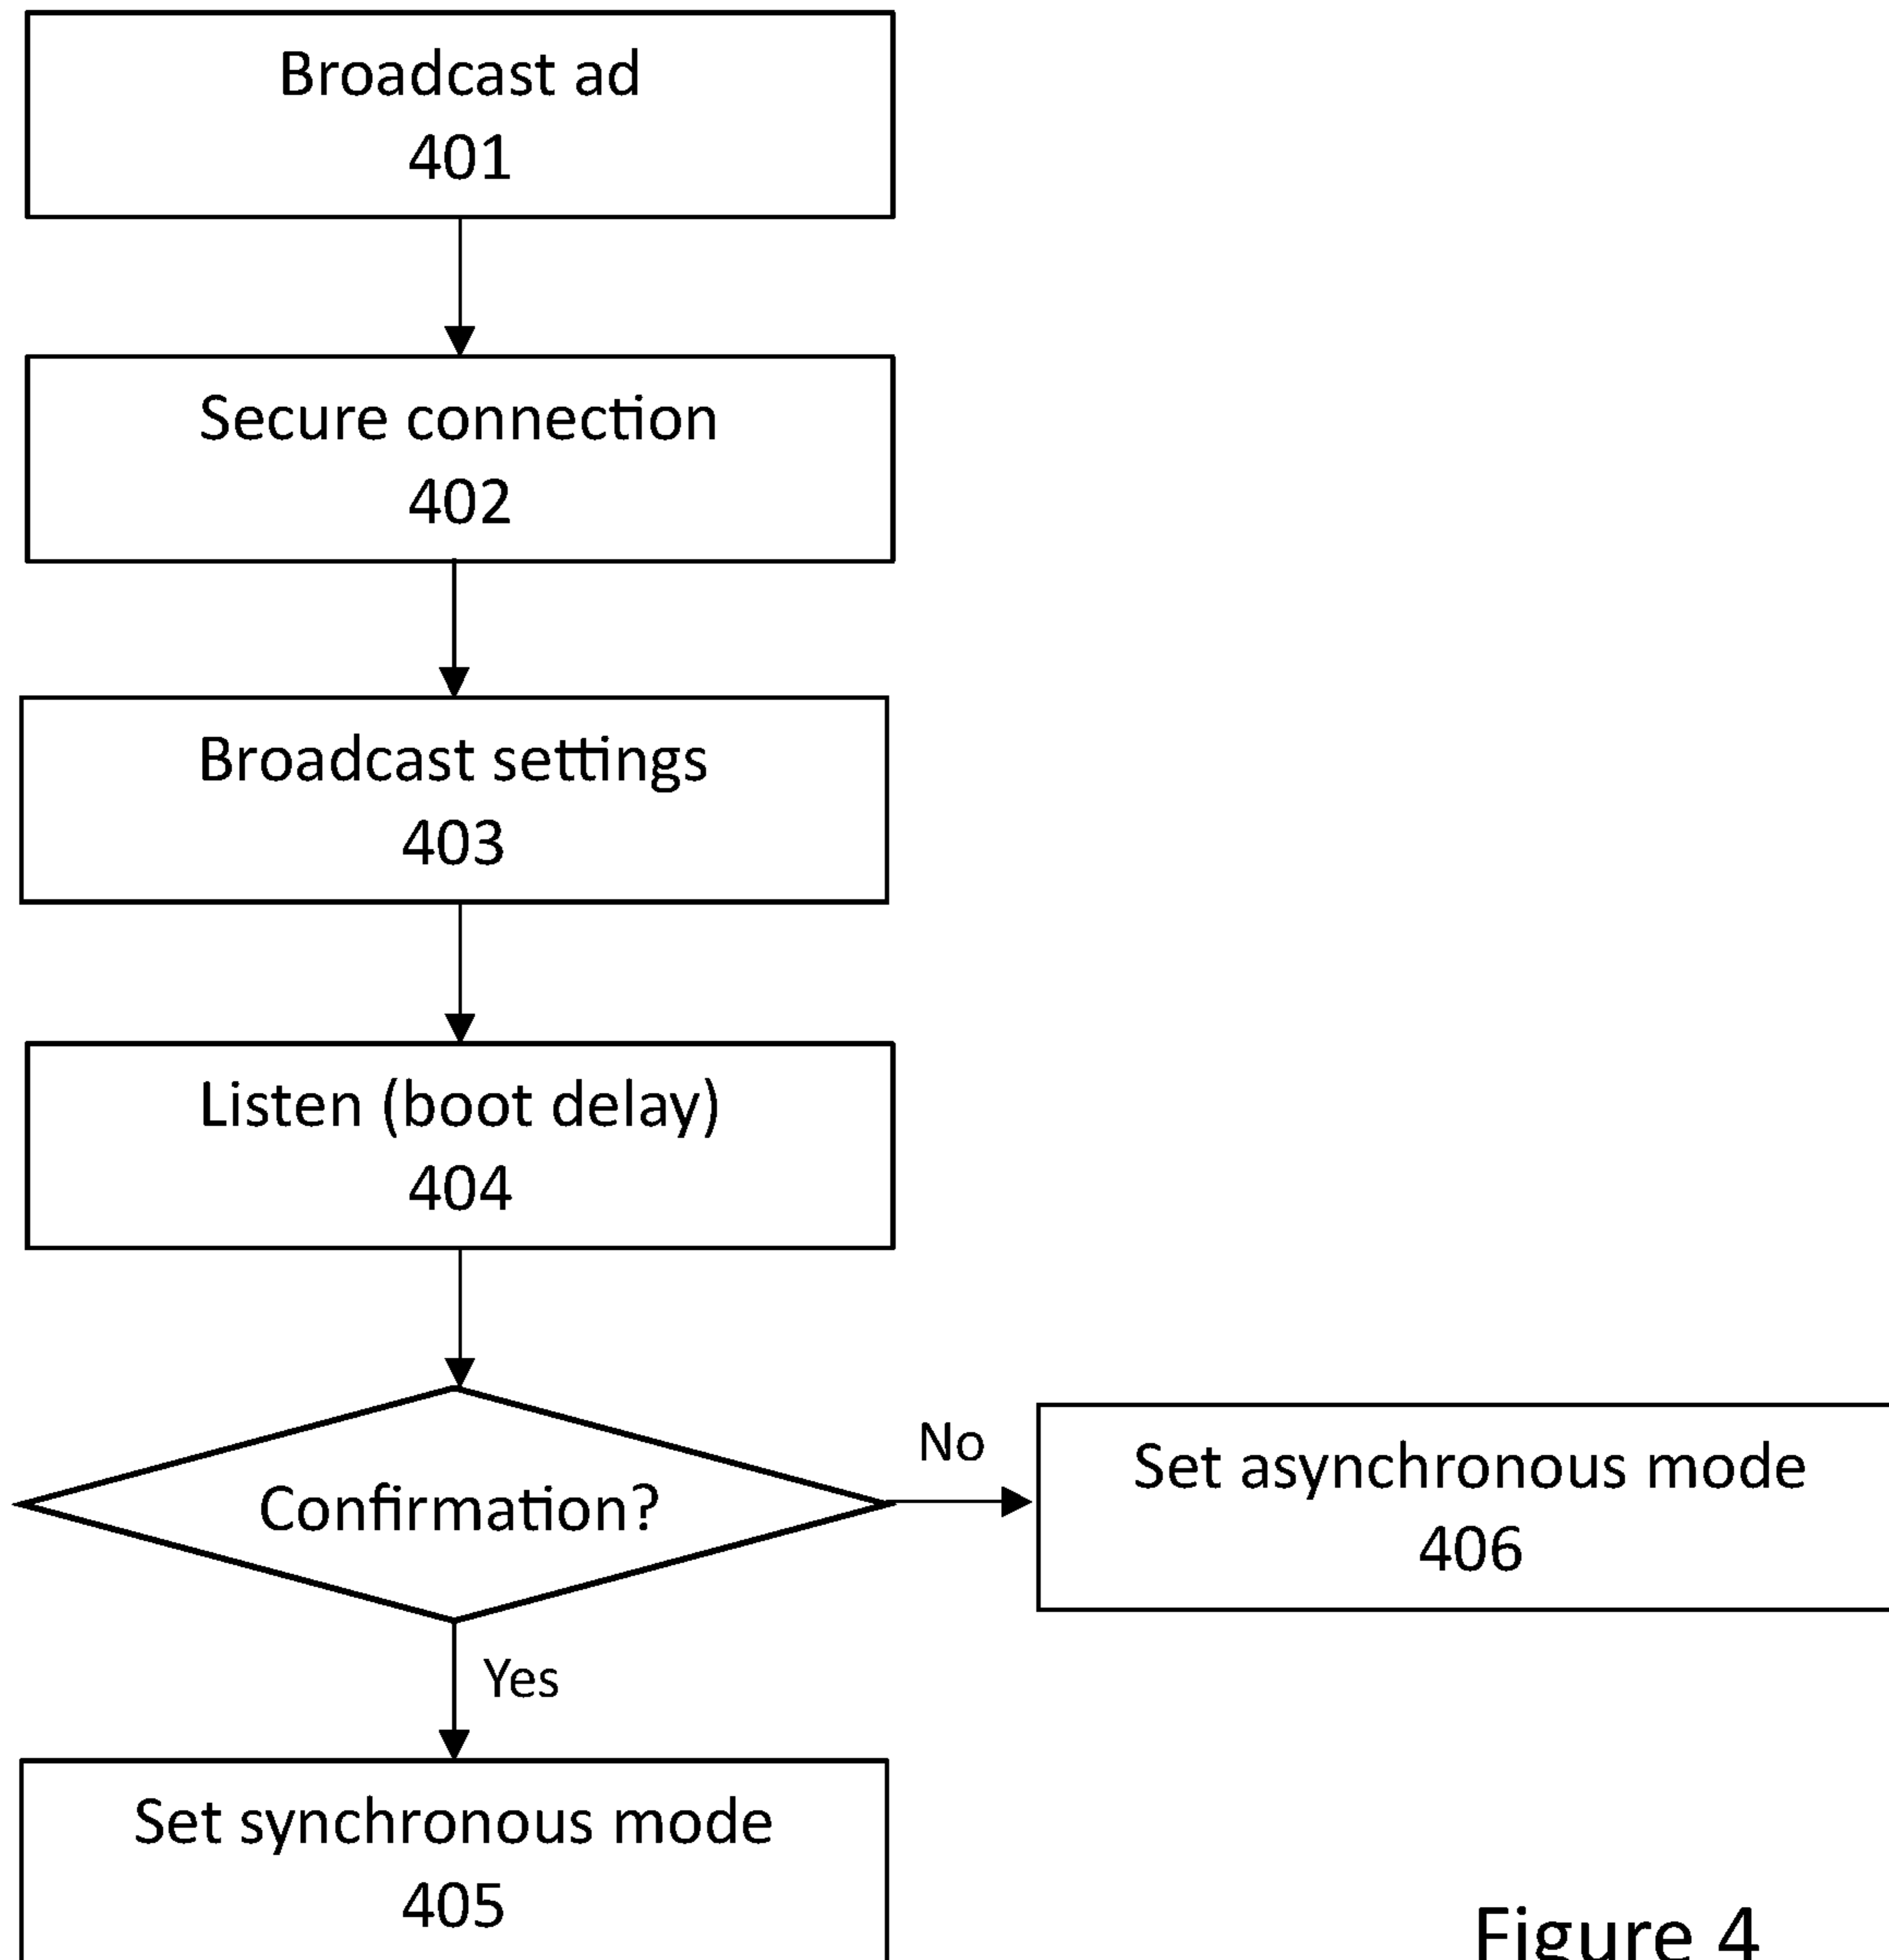 Broadcast ad
401
Secure connection
402
Broadcast settings
403
Listen (boot delay)
404
Confirmation?
No
Set asynchronous mode
406
Yes
Set synchronous mode
405
Figure 4